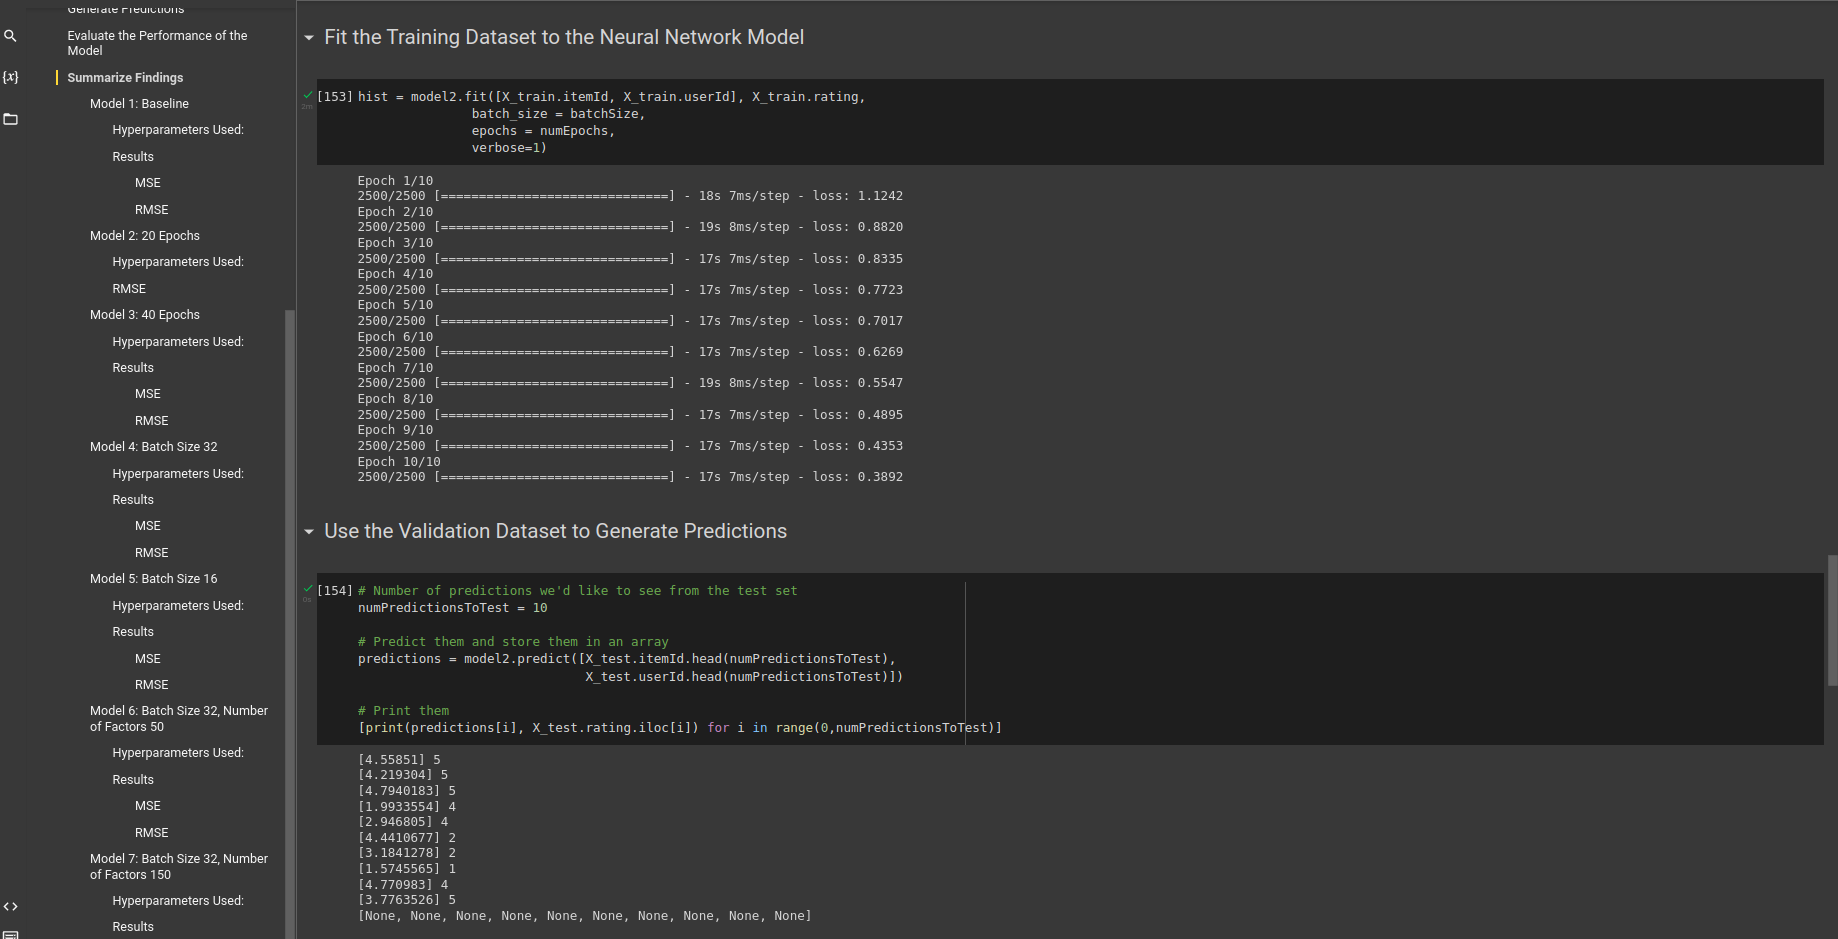 Generate Predictions
Evaluate the Performance of the
Model
Summarize Findings
Model 1: Baseline
Hyperparameters Used:
Results
MSE
RMSE
Model 2: 20 Epochs
Hyperparameters Used:
RMSE
Model 3: 40 Epochs
Hyperparameters Used:
Results
MSE
RMSE
Model 4: Batch Size 32
Hyperparameters Used:
Results
MSE
RMSE
Model 5: Batch Size 16
Hyperparameters Used:
Results
MSE
RMSE
Model 6: Batch Size 32, Number
of Factors 50
Hyperparameters Used:
Results
MSE
RMSE
Model 7: Batch Size 32, Number
of Factors 150
Hyperparameters Used:
Results
{x}
<>
Fit the Training Dataset to the Neural Network Model
2m
[153] hist = model2.fit([X_train.itemId, X_train.userId], X_train.rating,
batch_size = batchSize,
epochs = numEpochs,
verbose=1)
Epoch 1/10
2500/2500 [==============================] - 18s 7ms/step - loss: 1.1242
Epoch 2/10
2500/2500 [==============================] - 19s 8ms/step - loss: 0.8820
Epoch 3/10
2500/2500 [==============================] - 17s 7ms/step - loss: 0.8335
Epoch 4/10
2500/2500 [==============================] - 17s 7ms/step - loss: 0.7723
Epoch 5/10
2500/2500 [==============================] - 17s 7ms/step - loss: 0.7017
Epoch 6/10
2500/2500 [==============================] - 17s 7ms/step - loss: 0.6269
Epoch 7/10
2500/2500 [==============================] - 19s 8ms/step - loss: 0.5547
Epoch 8/10
2500/2500 [==============================] - 17s 7ms/step - loss: 0.4895
Epoch 9/10
2500/2500 [==============================] - 17s 7ms/step - loss: 0.4353
Epoch 10/10
2500/2500 [==============================] - 17s 7ms/step - loss: 0.3892
Use the Validation Dataset to Generate Predictions
0s
[154] # Number of predictions we'd like to see from the test set
numPredictionsToTest = 10
# Predict them and store them in an array
predictions = model2.predict([X_test.itemId.head(numPredictionsToTest),
X_test.userId.head(numPredictionsToTest)])
# Print them
[print(predictions[i], X_test.rating.iloc[i]) for i in range(0,numPredictionsToTest)]
[4.55851] 5
[4.219304] 5
[4.7940183] 5
[1.9933554] 4
[2.946805] 4
[4.4410677] 2
[3.1841278] 2
[1.5745565] 1
[4.770983] 4
[3.7763526] 5
[None, None, None, None, None, None, None, None, None, None]